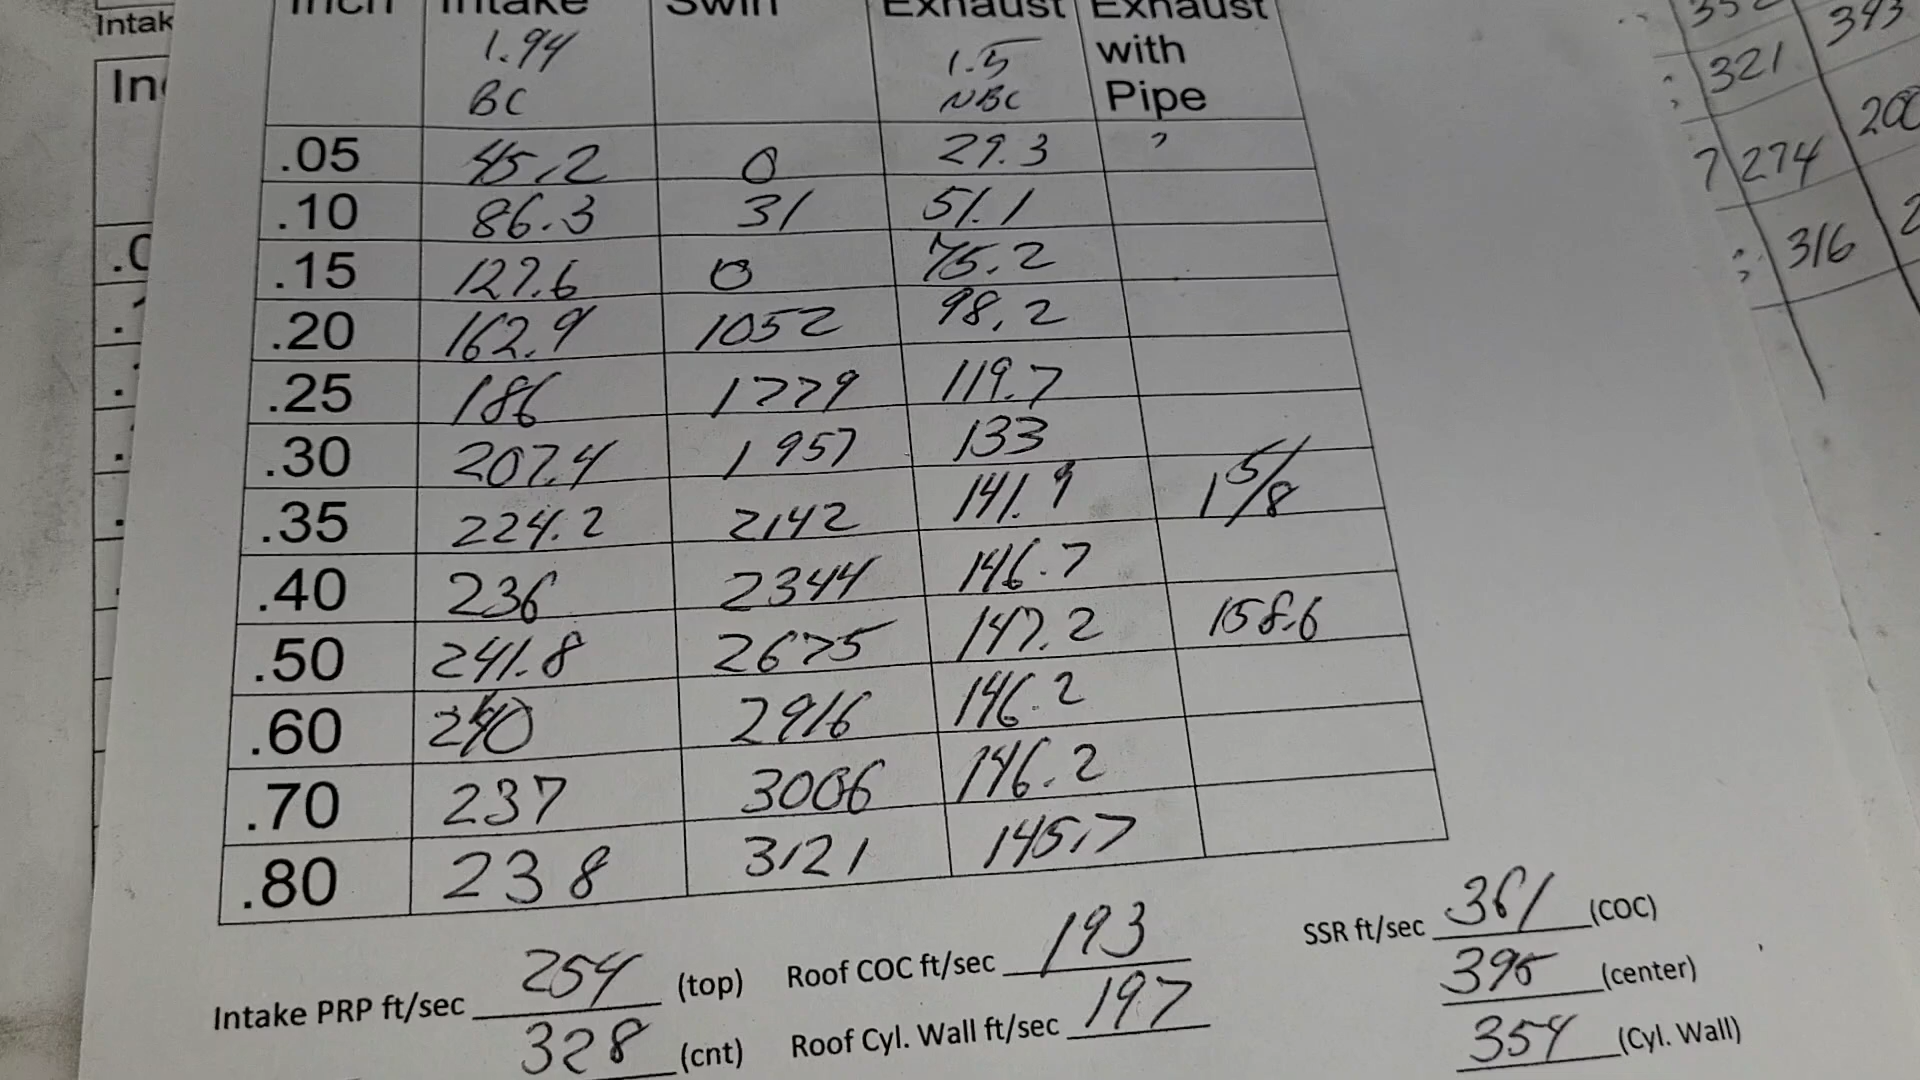 Intak
Inch Intake Swirl Exhaust Exhaust
1.94 1.5 with
BC NBC Pipe
.05 45.2 0 29.3 ?
.10 86.3 31 51.1
.15 127.6 0 75.2
.20 162.9 1052 98.2
.25 186 1779 119.7
.30 207.4 1957 133
.35 224.2 2142 141.9 1 5/8
.40 236 2344 146.7
.50 241.8 2675 147.2 158.6
.60 240 2916 146.2
.70 237 3006 146.2
.80 238 3121 145.7
Intake PRP ft/sec 254 (top) Roof COC ft/sec 193 SSR ft/sec 361 (COC)
328 (cnt) Roof Cyl. Wall ft/sec 197 395 (center)
354 (Cyl. Wall)
321 393
274 200
316